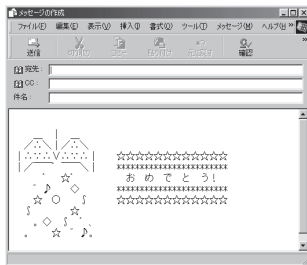 メッセージの作成
ファイル(F) 編集(E) 表示(V) 挿入(I) 書式(O) ツール(T) メッセージ(M) ヘルプ(H) »
送信 切り取り コピー 貼り付け 元に戻す 確認 »
宛先：
CC：
件名：
☆☆☆☆☆☆☆☆☆☆☆☆
**********************
お め で と う！
**********************
☆☆☆☆☆☆☆☆☆☆☆☆